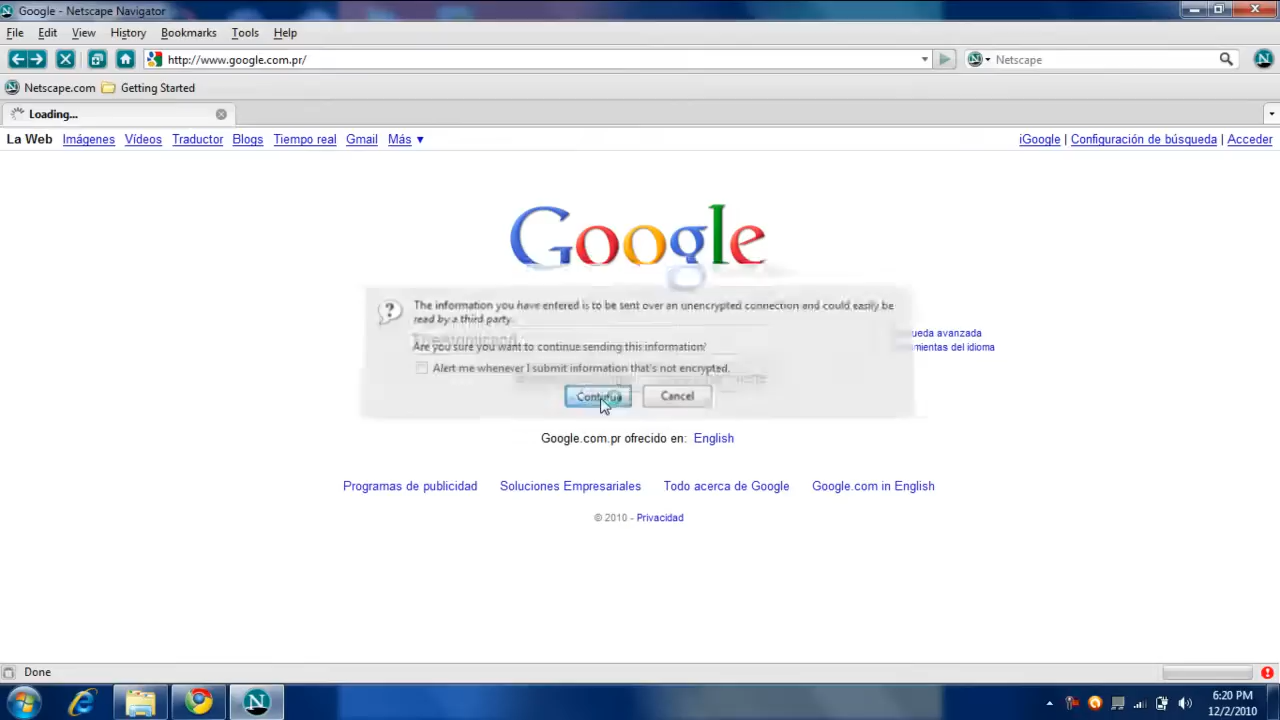 Google - Netscape Navigator
File Edit View History Bookmarks Tools Help
http://www.google.com.pr/ Netscape
Netscape.com Getting Started
Loading...
La Web Imágenes Vídeos Traductor Blogs Tiempo real Gmail Más ▼ iGoogle | Configuración de búsqueda | Acceder
Google
The information you have entered is to be sent over an unencrypted connection and could easily be
read by a third party.
Are you sure you want to continue sending this information?
Alert me whenever I submit information that's not encrypted.
Continue Cancel
avanzada
del idioma
Google.com.pr ofrecido en: English
Programas de publicidad Soluciones Empresariales Todo acerca de Google Google.com in English
© 2010 - Privacidad
Done
6:20 PM
12/2/2010